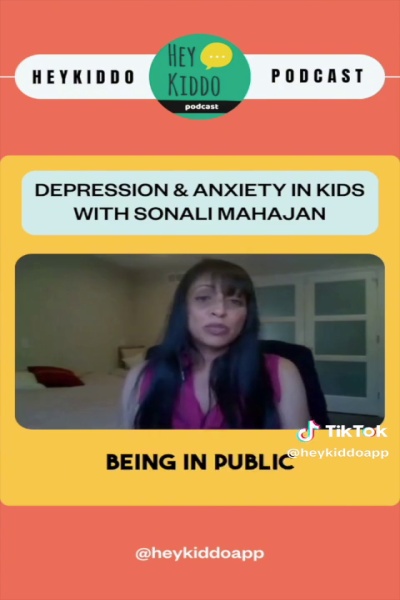 HEYKIDDO
HEY
KIDDO
podcast
PODCAST
DEPRESSION & ANXIETY IN KIDS
WITH SONALI MAHAJAN
TikTok
@heykiddoapp
BEING IN PUBLIC
@heykiddoapp